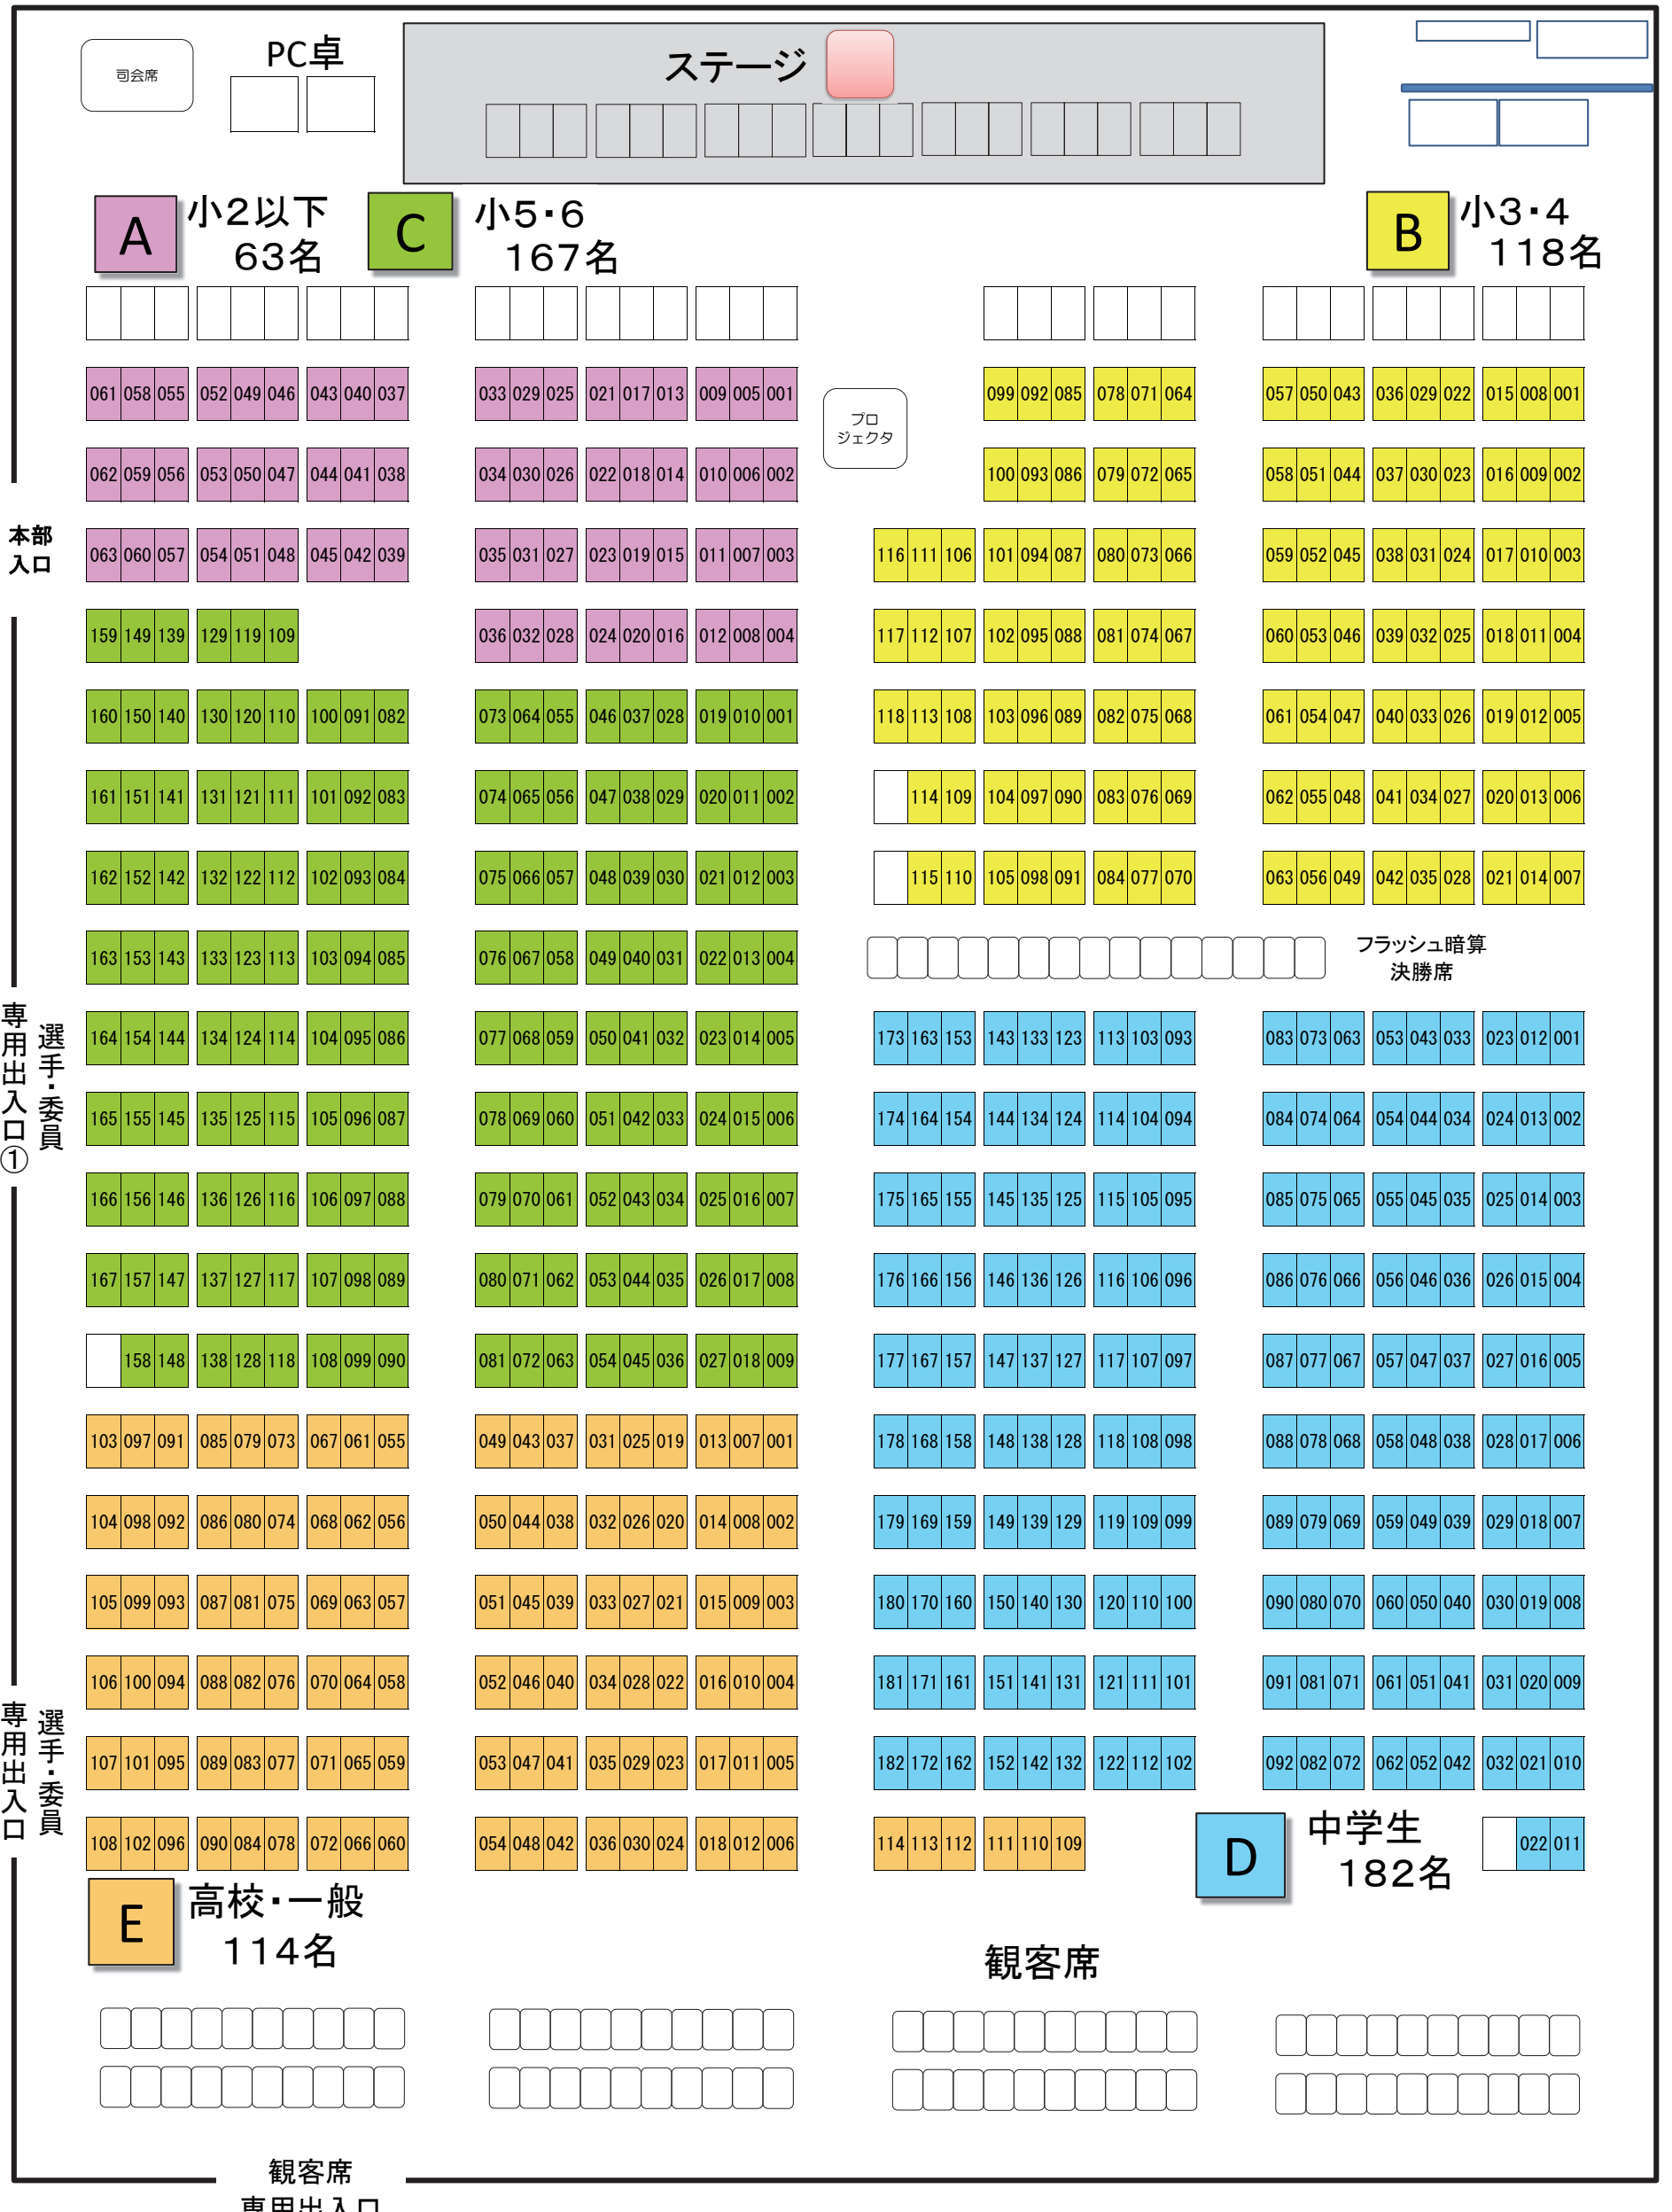 司会席
PC卓
ステージ
A
小2以下
63名
C
小5・6
167名
B
小3・4
118名
061 058 055 052 049 046 043 040 037 033 029 025 021 017 013 009 005 001 099 092 085 078 071 064 057 050 043 036 029 022 015 008 001
プロ
ジェクタ
062 059 056 053 050 047 044 041 038 034 030 026 022 018 014 010 006 002 100 093 086 079 072 065 058 051 044 037 030 023 016 009 002
本部
入口
063 060 057 054 051 048 045 042 039 035 031 027 023 019 015 011 007 003 116 111 106 101 094 087 080 073 066 059 052 045 038 031 024 017 010 003
159 149 139 129 119 109 036 032 028 024 020 016 012 008 004 117 112 107 102 095 088 081 074 067 060 053 046 039 032 025 018 011 004
160 150 140 130 120 110 100 091 082 073 064 055 046 037 028 019 010 001 118 113 108 103 096 089 082 075 068 061 054 047 040 033 026 019 012 005
161 151 141 131 121 111 101 092 083 074 065 056 047 038 029 020 011 002 114 109 104 097 090 083 076 069 062 055 048 041 034 027 020 013 006
162 152 142 132 122 112 102 093 084 075 066 057 048 039 030 021 012 003 115 110 105 098 091 084 077 070 063 056 049 042 035 028 021 014 007
163 153 143 133 123 113 103 094 085 076 067 058 049 040 031 022 013 004
フラッシュ暗算
決勝席
選手・委員
専用出入口①
164 154 144 134 124 114 104 095 086 077 068 059 050 041 032 023 014 005 173 163 153 143 133 123 113 103 093 083 073 063 053 043 033 023 012 001
165 155 145 135 125 115 105 096 087 078 069 060 051 042 033 024 015 006 174 164 154 144 134 124 114 104 094 084 074 064 054 044 034 024 013 002
166 156 146 136 126 116 106 097 088 079 070 061 052 043 034 025 016 007 175 165 155 145 135 125 115 105 095 085 075 065 055 045 035 025 014 003
167 157 147 137 127 117 107 098 089 080 071 062 053 044 035 026 017 008 176 166 156 146 136 126 116 106 096 086 076 066 056 046 036 026 015 004
158 148 138 128 118 108 099 090 081 072 063 054 045 036 027 018 009 177 167 157 147 137 127 117 107 097 087 077 067 057 047 037 027 016 005
103 097 091 085 079 073 067 061 055 049 043 037 031 025 019 013 007 001 178 168 158 148 138 128 118 108 098 088 078 068 058 048 038 028 017 006
104 098 092 086 080 074 068 062 056 050 044 038 032 026 020 014 008 002 179 169 159 149 139 129 119 109 099 089 079 069 059 049 039 029 018 007
105 099 093 087 081 075 069 063 057 051 045 039 033 027 021 015 009 003 180 170 160 150 140 130 120 110 100 090 080 070 060 050 040 030 019 008
106 100 094 088 082 076 070 064 058 052 046 040 034 028 022 016 010 004 181 171 161 151 141 131 121 111 101 091 081 071 061 051 041 031 020 009
選手・委員
専用出入口
107 101 095 089 083 077 071 065 059 053 047 041 035 029 023 017 011 005 182 172 162 152 142 132 122 112 102 092 082 072 062 052 042 032 021 010
108 102 096 090 084 078 072 066 060 054 048 042 036 030 024 018 012 006 114 113 112 111 110 109 022 011
D
中学生
182名
E
高校・一般
114名
観客席
観客席
専用出入口